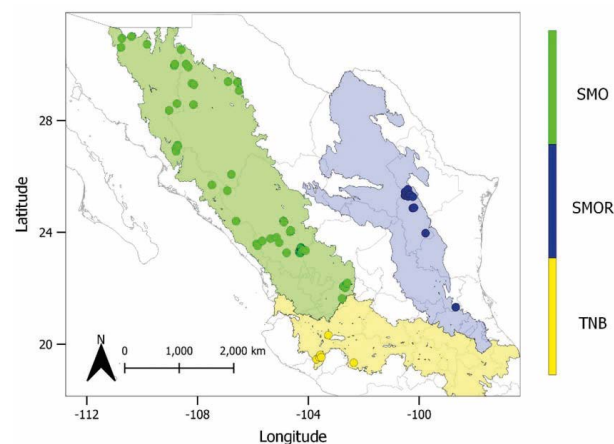 28
24
20
Latitude
N
0 1,000 2,000 km
-112 -108 -104 -100
Longitude
SMO
SMOR
TNB